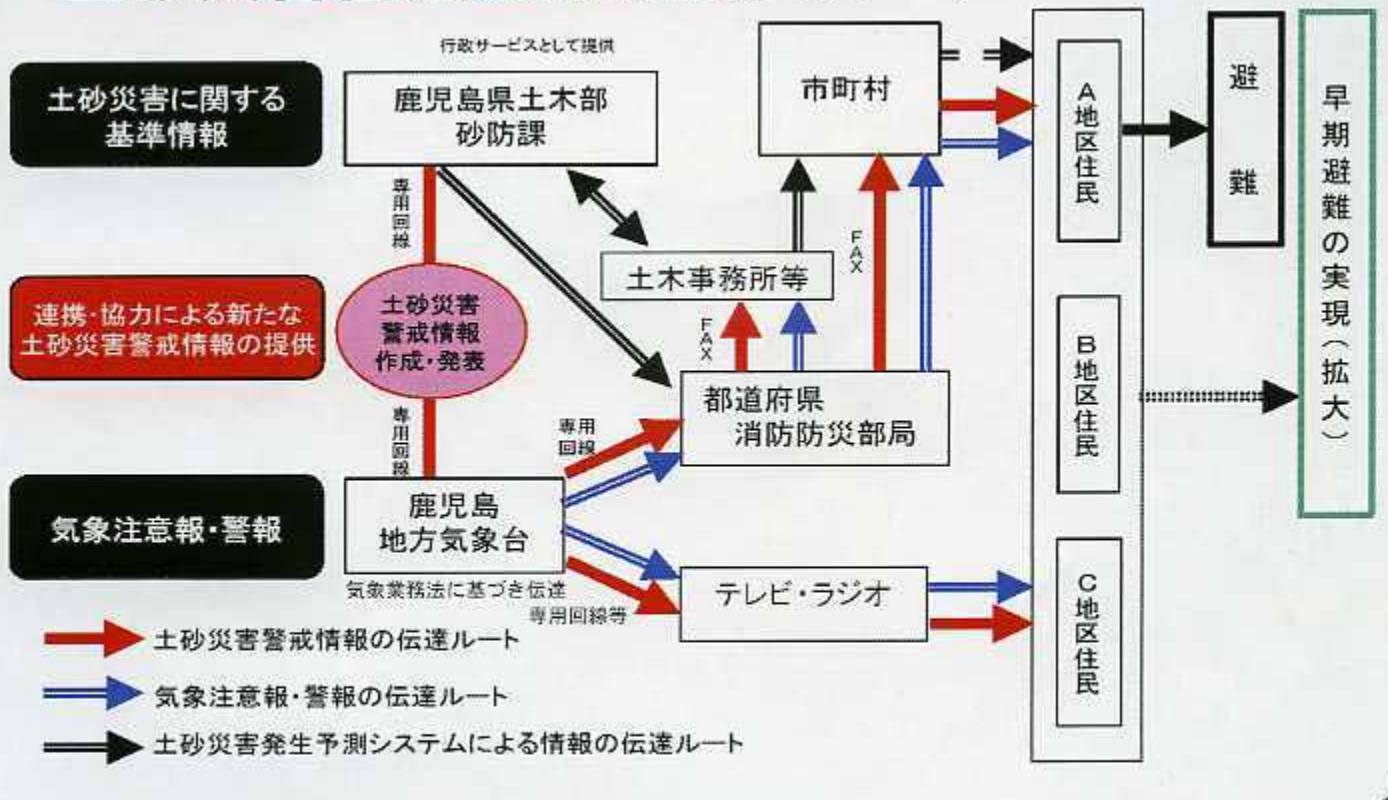 行政サービスとして提供
土砂災害に関する
基準情報
鹿児島県土木部
砂防課
市町村
A地区住民
避難
早期避難の実現(拡大)
専用回線
土木事務所等
FAX
連携・協力による新たな
土砂災害警戒情報の提供
土砂災害
警戒情報
作成・発表
FAX
B地区住民
都道府県
消防防災部局
専用回線
専用
回線
気象注意報・警報
鹿児島
地方気象台
気象業務法に基づき伝達
専用回線等
テレビ・ラジオ
C地区住民
土砂災害警戒情報の伝達ルート
気象注意報・警報の伝達ルート
土砂災害発生予測システムによる情報の伝達ルート